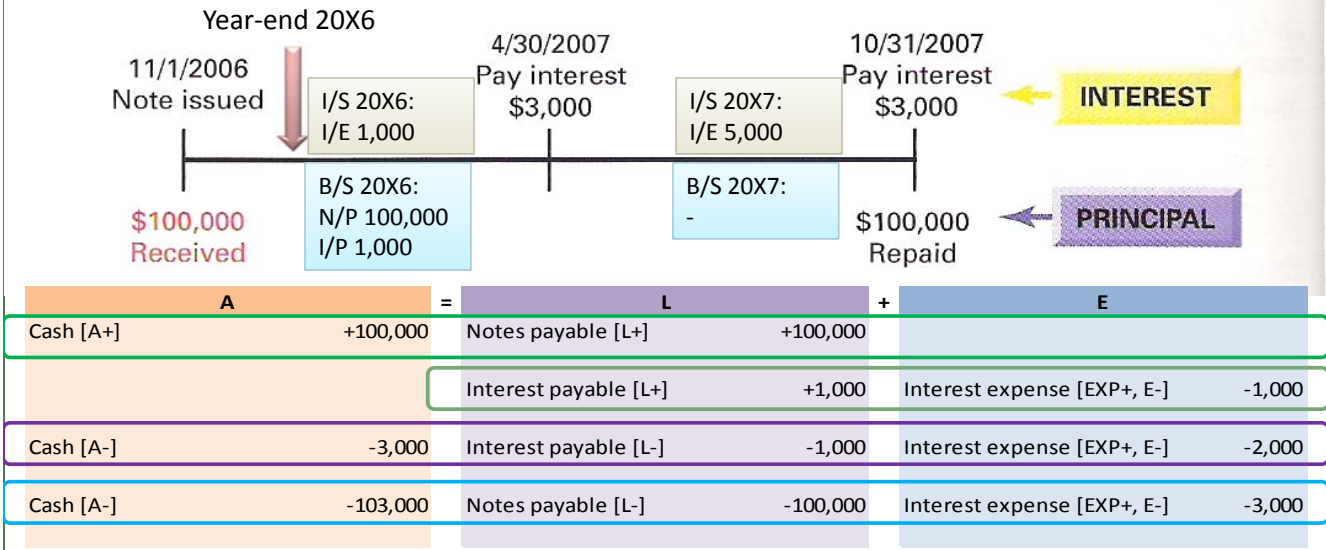 Year-end 20X6
11/1/2006
Note issued
4/30/2007
Pay interest
$3,000
10/31/2007
Pay interest
$3,000
I/S 20X6:
I/E 1,000
I/S 20X7:
I/E 5,000
INTEREST
$100,000
Received
B/S 20X6:
N/P 100,000
I/P 1,000
B/S 20X7:
-
$100,000
Repaid
PRINCIPAL
A = L + E
Cash [A+] +100,000 Notes payable [L+] +100,000
Interest payable [L+] +1,000 Interest expense [EXP+, E-] -1,000
Cash [A-] -3,000 Interest payable [L-] -1,000 Interest expense [EXP+, E-] -2,000
Cash [A-] -103,000 Notes payable [L-] -100,000 Interest expense [EXP+, E-] -3,000